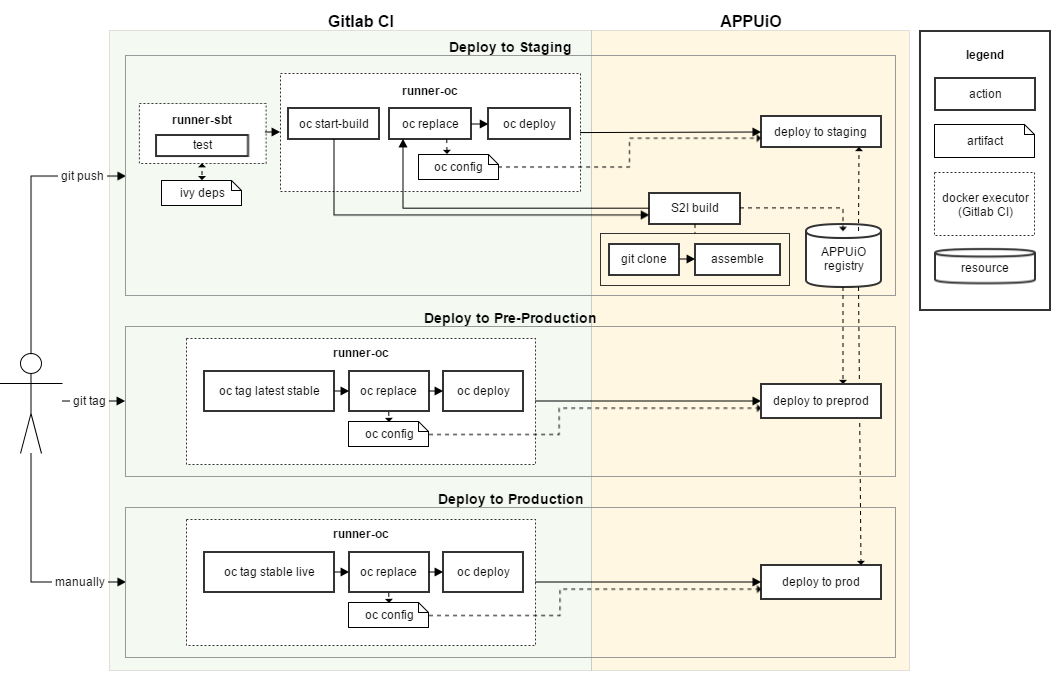 Gitlab CI
APPUiO
Deploy to Staging
legend
runner-oc
action
runner-sbt
oc start-build
oc replace
oc deploy
deploy to staging
test
artifact
oc config
git push
ivy deps
docker executor
(Gitlab CI)
S2I build
git clone
assemble
APPUiO
registry
resource
Deploy to Pre-Production
runner-oc
oc tag latest stable
oc replace
oc deploy
git tag
deploy to preprod
oc config
Deploy to Production
runner-oc
oc tag stable live
oc replace
oc deploy
manually
deploy to prod
oc config